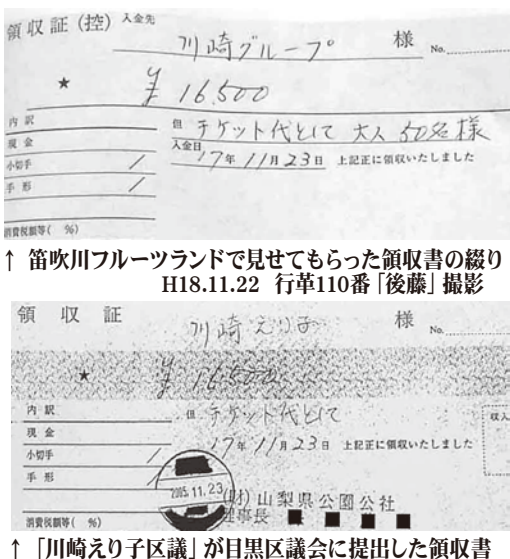 領収証(控) 入金先
川崎グループ 様 No.
★ ¥16,500
内訳
現金
小切手
手形
消費税額等( %)
但 チケット代として 大人50名様
入金日 17年11月23日 上記正に領収いたしました
↑ 笛吹川フルーツランドで見せてもらった領収書の綴り
H18.11.22 行革110番「後藤」撮影
領収証
川崎えり子 様 No.
★ ¥16,500
内訳
現金
小切手
手形
消費税額等( %)
但 チケット代として
17年11月23日 上記正に領収いたしました
収入
2005.11.23
(財)山梨県公園公社
理事長
↑「川崎えり子区議」が目黒区議会に提出した領収書